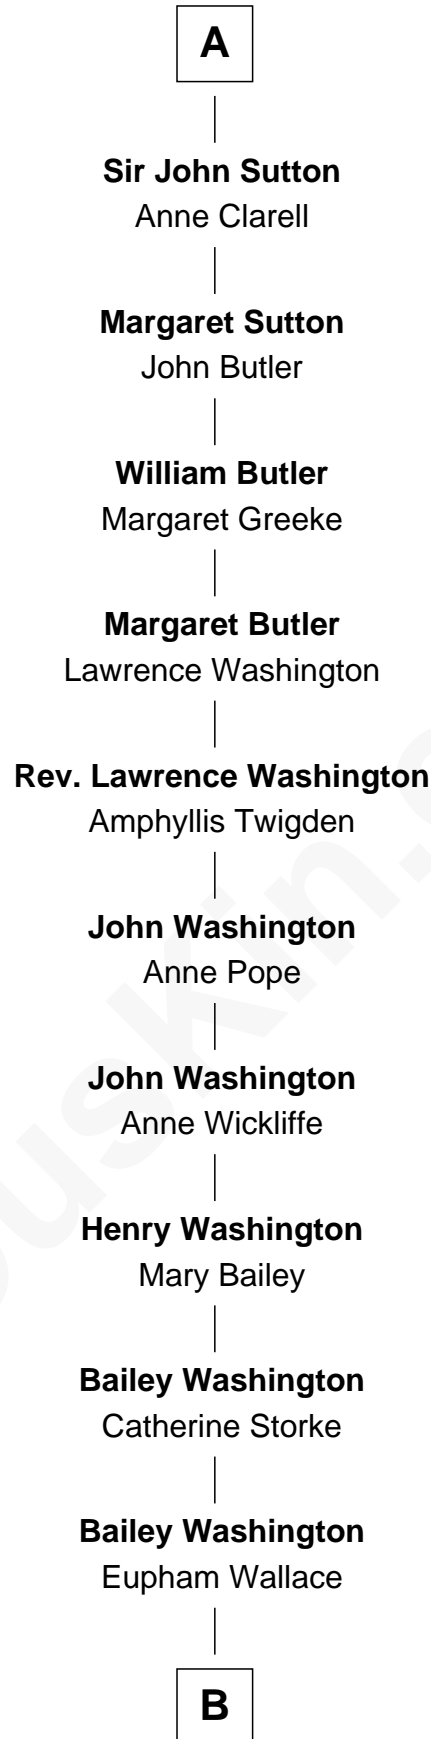 A
Sir John Sutton
Anne Clarell
Margaret Sutton
John Butler
William Butler
Margaret Greeke
Margaret Butler
Lawrence Washington
Rev. Lawrence Washington
Amphyllis Twigden
John Washington
Anne Pope
John Washington
Anne Wickliffe
Henry Washington
Mary Bailey
Bailey Washington
Catherine Storke
Bailey Washington
Eupham Wallace
B